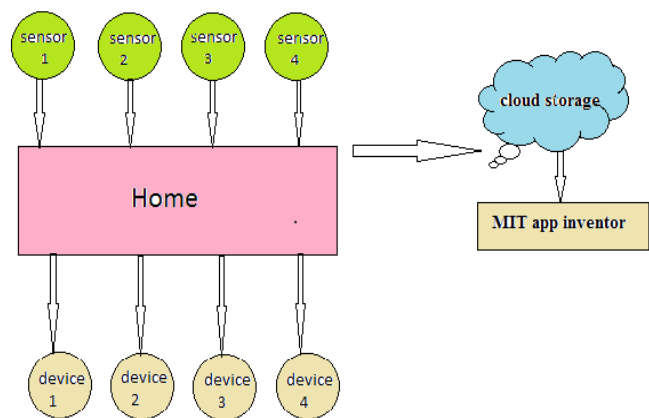 sensor
1
sensor
2
sensor
3
sensor
4
cloud storage
Home
MIT app inventor
device
1
device
2
device
3
device
4